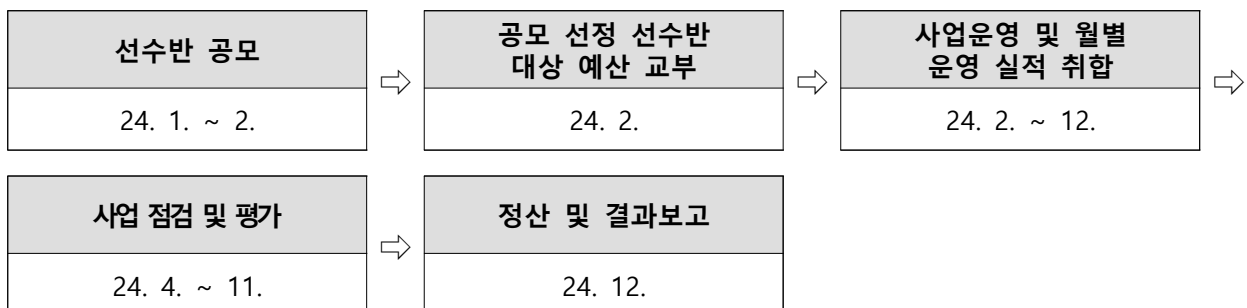 선수반 공모
24. 1. ~ 2.
⇨
공모 선정 선수반
대상 예산 교부
24. 2.
⇨
사업운영 및 월별
운영 실적 취합
24. 2. ~ 12.
⇨
사업 점검 및 평가
24. 4. ~ 11.
⇨
정산 및 결과보고
24. 12.